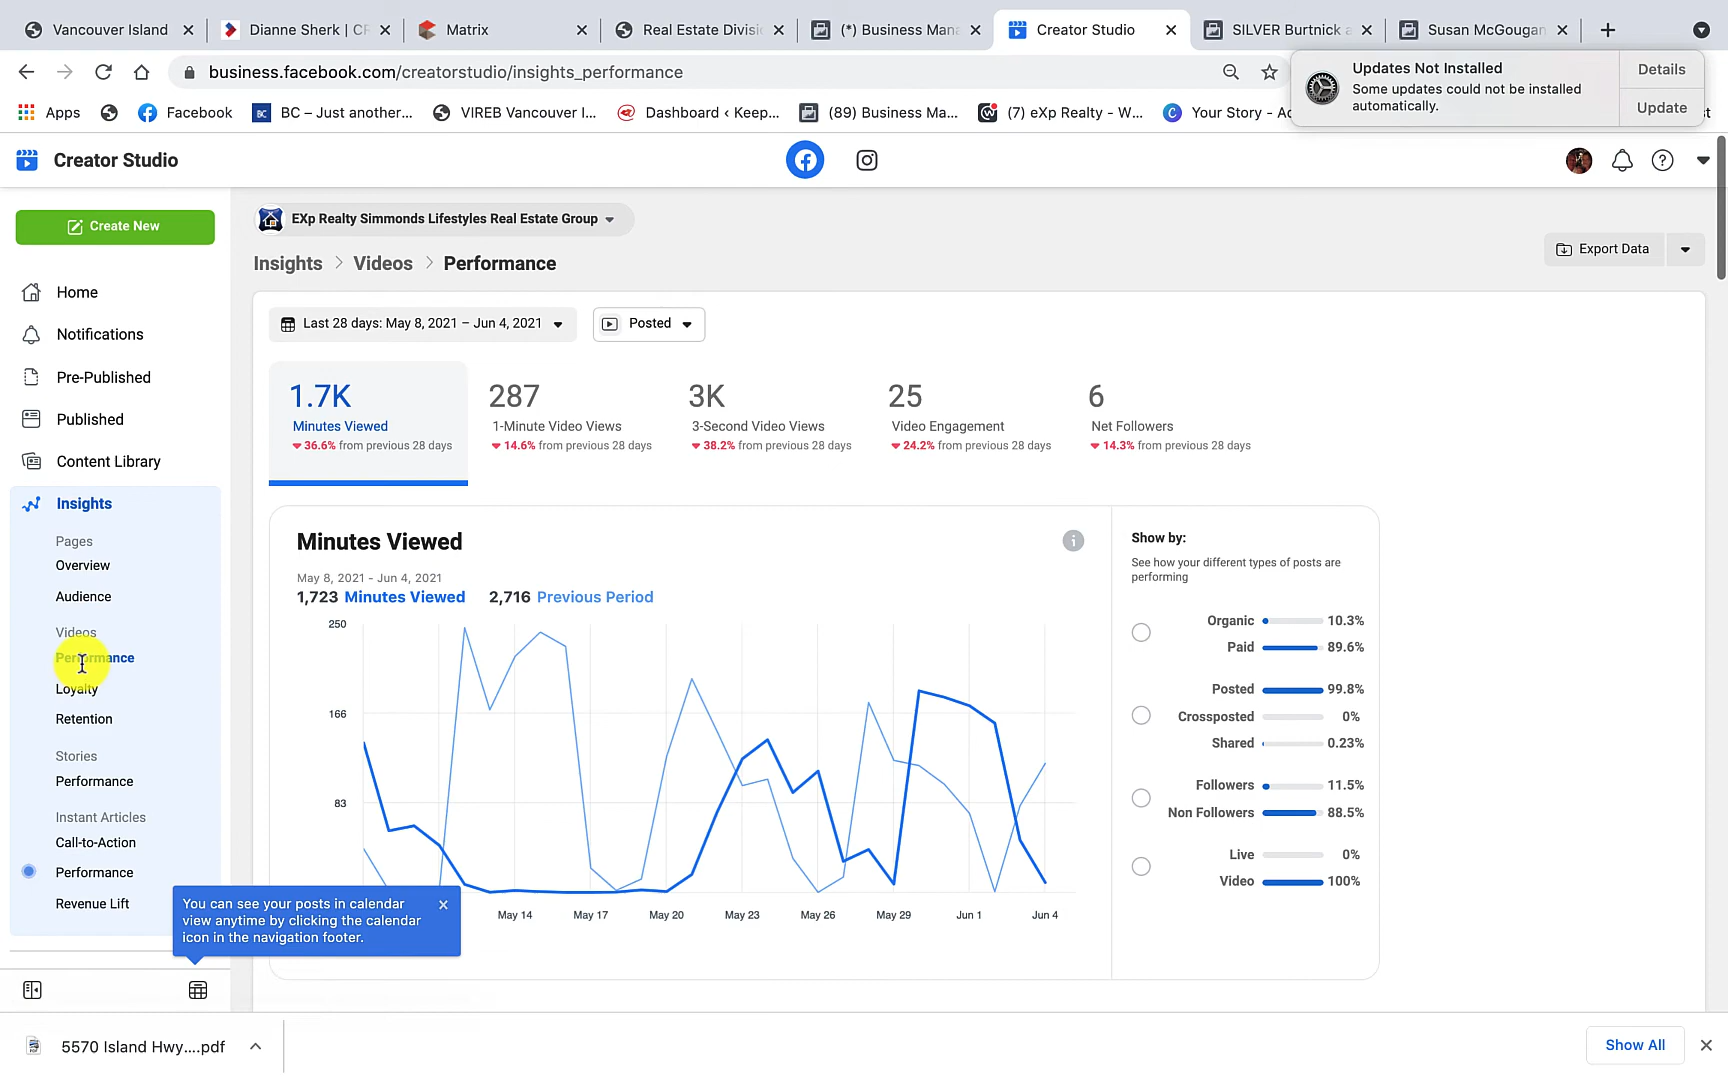 Vancouver Island
Dianne Sherk | CR
Matrix
Real Estate Divisi
(*) Business Mana
Creator Studio
SILVER Burtnick a
Susan McGougan
business.facebook.com/creatorstudio/insights_performance
Updates Not Installed
Some updates could not be installed
automatically.
Details
Update
Apps
Facebook
BC – Just another...
VIREB Vancouver I...
Dashboard ‹ Keep...
(89) Business Ma...
(7) eXp Realty - W...
Your Story - Ac
Creator Studio
Create New
EXp Realty Simmonds Lifestyles Real Estate Group
Insights > Videos > Performance
Export Data
Home
Notifications
Pre-Published
Published
Content Library
Insights
Pages
Overview
Audience
Videos
Performance
Loyalty
Retention
Stories
Performance
Instant Articles
Call-to-Action
Performance
Revenue Lift
You can see your posts in calendar
view anytime by clicking the calendar
icon in the navigation footer.
Last 28 days: May 8, 2021 – Jun 4, 2021
Posted
1.7K
Minutes Viewed
36.6% from previous 28 days
287
1-Minute Video Views
14.6% from previous 28 days
3K
3-Second Video Views
38.2% from previous 28 days
25
Video Engagement
24.2% from previous 28 days
6
Net Followers
14.3% from previous 28 days
Minutes Viewed
May 8, 2021 - Jun 4, 2021
1,723 Minutes Viewed 2,716 Previous Period
250
166
83
May 14
May 17
May 20
May 23
May 26
May 29
Jun 1
Jun 4
Show by:
See how your different types of posts are
performing
Organic 10.3%
Paid 89.6%
Posted 99.8%
Crossposted 0%
Shared 0.23%
Followers 11.5%
Non Followers 88.5%
Live 0%
Video 100%
5570 Island Hwy....pdf
Show All